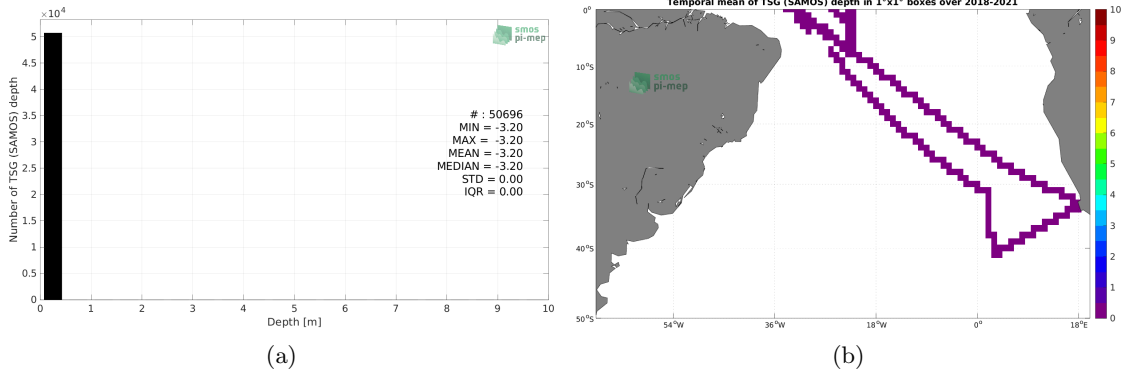 ×10⁴
5
4.5
4
3.5
3
2.5
2
1.5
1
0.5
0
Number of TSG (SAMOS) depth
smos
pi-mep
# : 50696
MIN = -3.20
MAX = -3.20
MEAN = -3.20
MEDIAN = -3.20
STD = 0.00
IQR = 0.00
0 1 2 3 4 5 6 7 8 9 10
Depth [m]
(a)
Temporal mean of TSG (SAMOS) depth in 1°x1° boxes over 2018-2021
0°
10°S
20°S
30°S
40°S
50°S
smos
pi-mep
54°W 36°W 18°W 0° 18°E
10
9
8
7
6
5
4
3
2
1
0
(b)